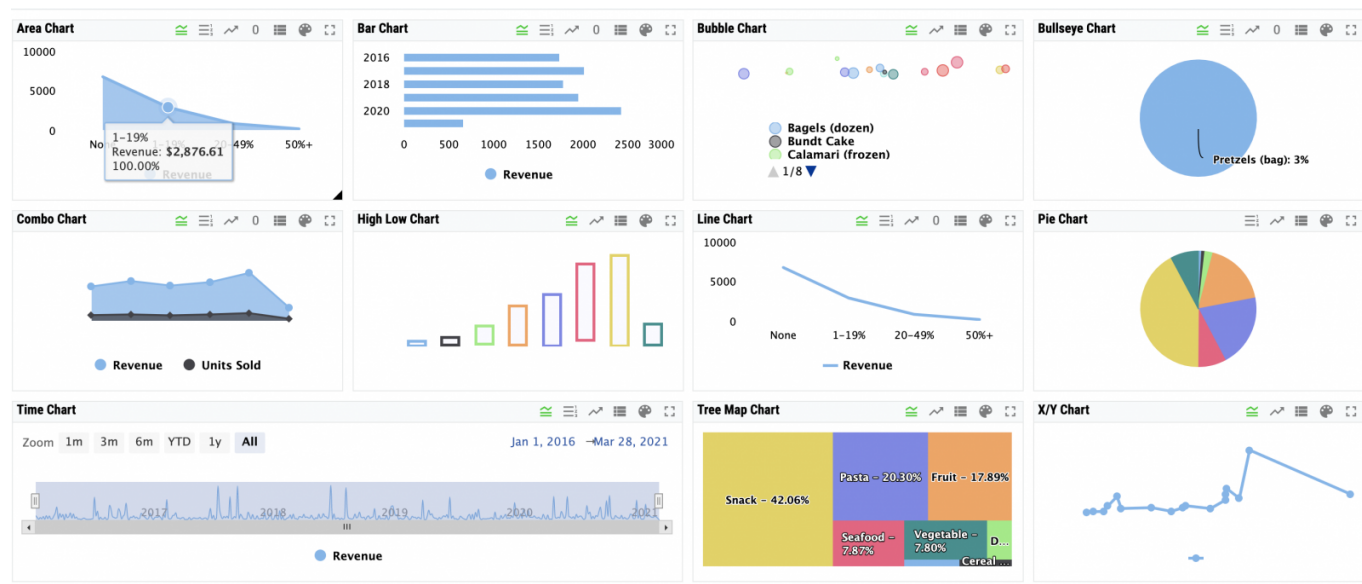 Area Chart
0
10000
5000
0
None
1-19%
20-49%
50%+
1-19%
Revenue: $2,876.61
100.00%
Revenue
Bar Chart
0
2016
2018
2020
0 500 1000 1500 2000 2500 3000
Revenue
Bubble Chart
Bagels (dozen)
Bundt Cake
Calamari (frozen)
1/8
Bullseye Chart
0
Pretzels (bag): 3%
Combo Chart
0
Revenue Units Sold
High Low Chart
Line Chart
0
10000
5000
0
None 1-19% 20-49% 50%+
Revenue
Pie Chart
Time Chart
Zoom 1m 3m 6m YTD 1y All
Jan 1, 2016 → Mar 28, 2021
2017 2018 2019 2020 2021
Revenue
Tree Map Chart
Snack - 42.06%
Pasta - 20.30%
Fruit - 17.89%
Seafood -
7.87%
Vegetable -
7.80%
D...
Cereal ...
X/Y Chart